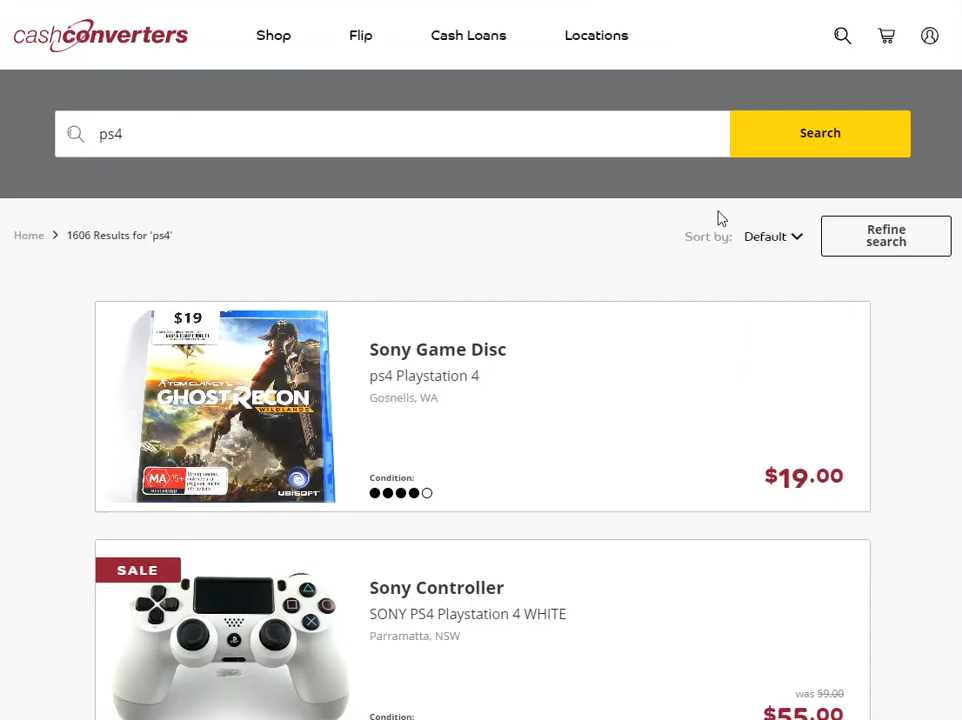 cashconverters
Shop
Flip
Cash Loans
Locations
ps4
Search
Home
1606 Results for 'ps4'
Sort by:
Default
Refine
search
$19
TOM CLANCY'S
GHOST RECON
WILDLANDS
MA 15+
UBISOFT
Sony Game Disc
ps4 Playstation 4
Gosnells, WA
Condition:
$19.00
SALE
Sony Controller
SONY PS4 Playstation 4 WHITE
Parramatta, NSW
was 59.00
Condition:
$55.00